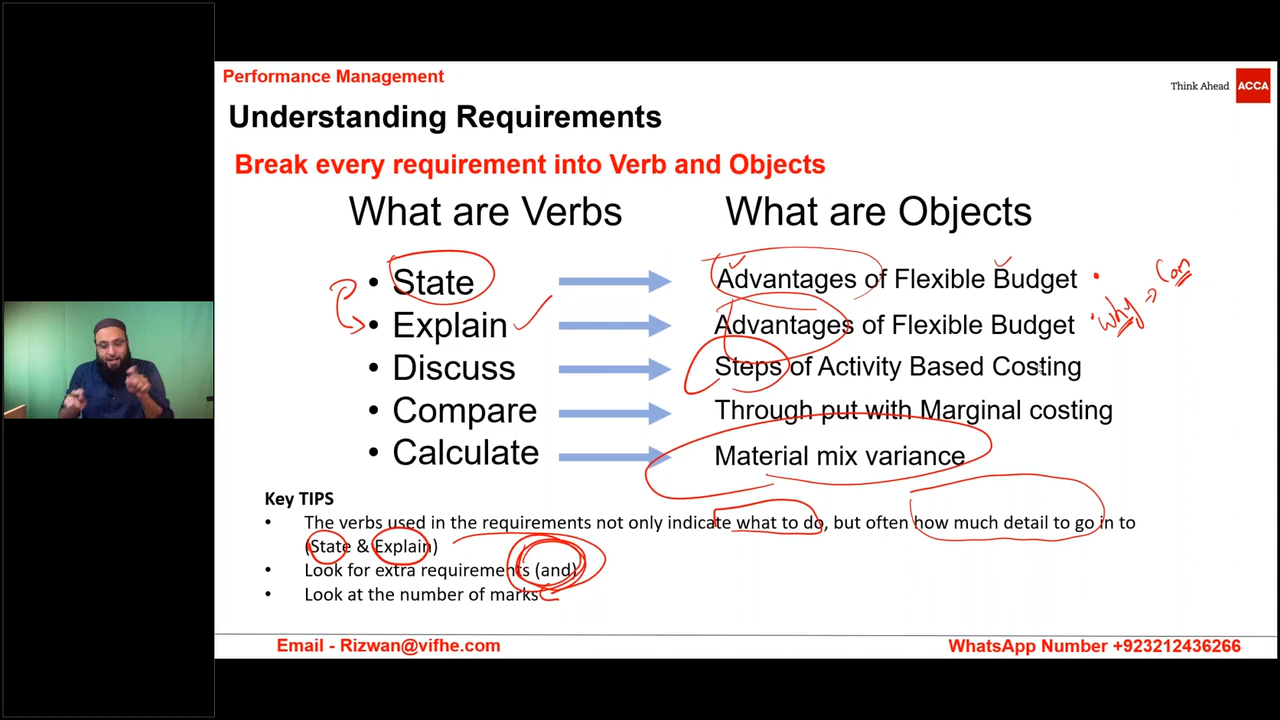 Performance Management
Think Ahead ACCA
Understanding Requirements
Break every requirement into Verb and Objects
What are Verbs What are Objects
• State Advantages of Flexible Budget
• Explain Advantages of Flexible Budget
why
• Discuss Steps of Activity Based Costing
• Compare Through put with Marginal costing
• Calculate Material mix variance
Key TIPS
• The verbs used in the requirements not only indicate what to do, but often how much detail to go in to
(State & Explain)
• Look for extra requirements (and)
• Look at the number of marks
Email - Rizwan@vifhe.com WhatsApp Number +923212436266